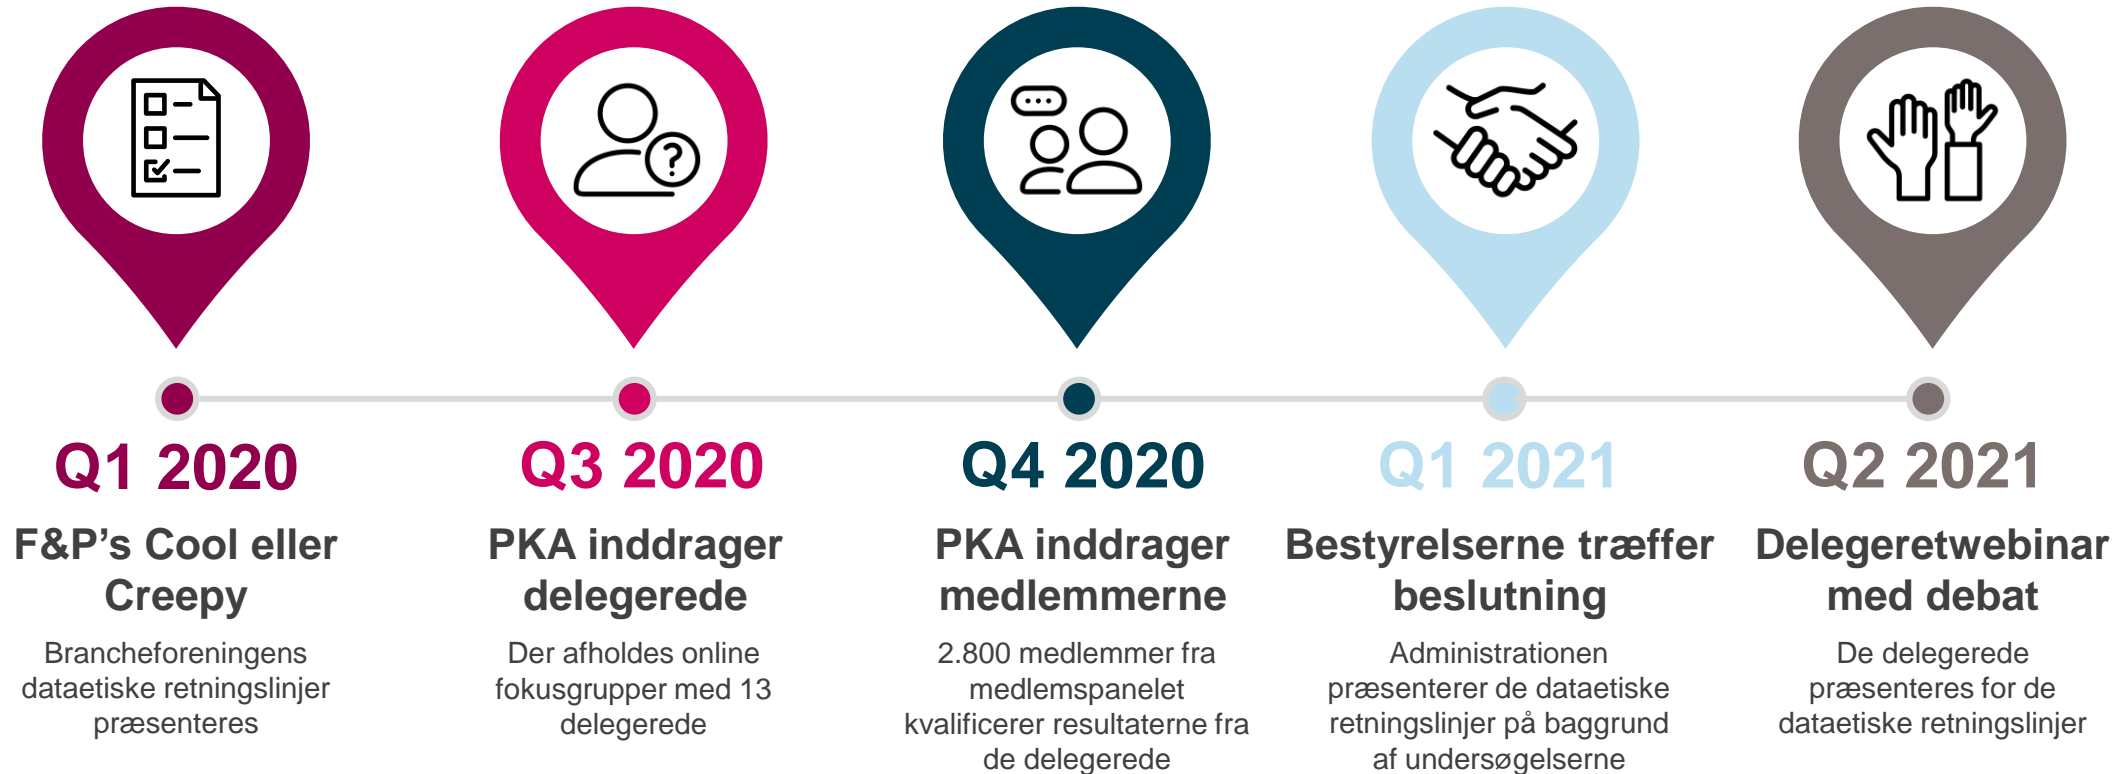 Q1 2020
F&P’s Cool eller
Creepy
Brancheforeningens
dataetiske retningslinjer
præsenteres
Q3 2020
PKA inddrager
delegerede
Der afholdes online
fokusgrupper med 13
delegerede
Q4 2020
PKA inddrager
medlemmerne
2.800 medlemmer fra
medlemspanelet
kvalificerer resultaterne fra
de delegerede
Q1 2021
Bestyrelserne træffer
beslutning
Administrationen
præsenterer de dataetiske
retningslinjer på baggrund
af undersøgelserne
Q2 2021
Delegeretwebinar
med debat
De delegerede
præsenteres for de
dataetiske retningslinjer